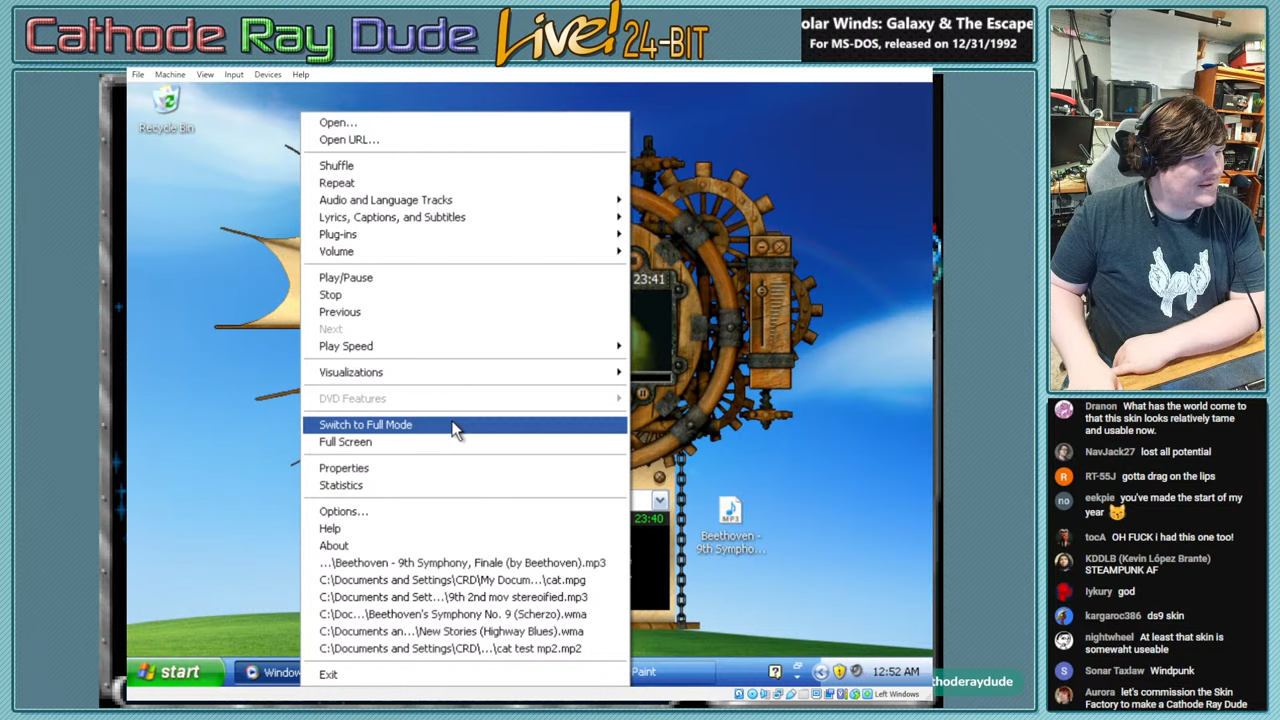 Cathode Ray Dude Live! 24-BIT
olar Winds: Galaxy & The Escape
For MS-DOS, released on 12/31/1992
File Machine View Input Devices Help
Recycle Bin
Open...
Open URL...
Shuffle
Repeat
Audio and Language Tracks
Lyrics, Captions, and Subtitles
Plug-ins
Volume
Play/Pause
Stop
Previous
Next
Play Speed
Visualizations
DVD Features
Switch to Full Mode
Full Screen
Properties
Statistics
Options...
Help
About
...\Beethoven - 9th Symphony, Finale (by Beethoven).mp3
C:\Documents and Settings\CRD\My Docum...\cat.mpg
C:\Documents and Sett...\9th 2nd mov stereoified.mp3
C:\Doc...\Beethoven's Symphony No. 9 (Scherzo).wma
C:\Documents an...\New Stories (Highway Blues).wma
C:\Documents and Settings\CRD\...\cat test mp2.mp2
Exit
23:41
23:40
MP3
Beethoven -
9th Sympho...
start
Window
Paint
12:52 AM
Left Windows
thoderaydude
Dranon What has the world come to
that this skin looks relatively tame
and usable now.
NavJack27 lost all potential
RT-55J gotta drag on the lips
eekpie you've made the start of my
year
tocA OH FUCK i had this one too!
KDDLB (Kevin López Brante)
STEAMPUNK AF
lykury god
kargaroc386 ds9 skin
nightwheel At least that skin is
somewaht useable
Sonar Taxlaw Windpunk
Aurora let's commission the Skin
Factory to make a Cathode Ray Dude